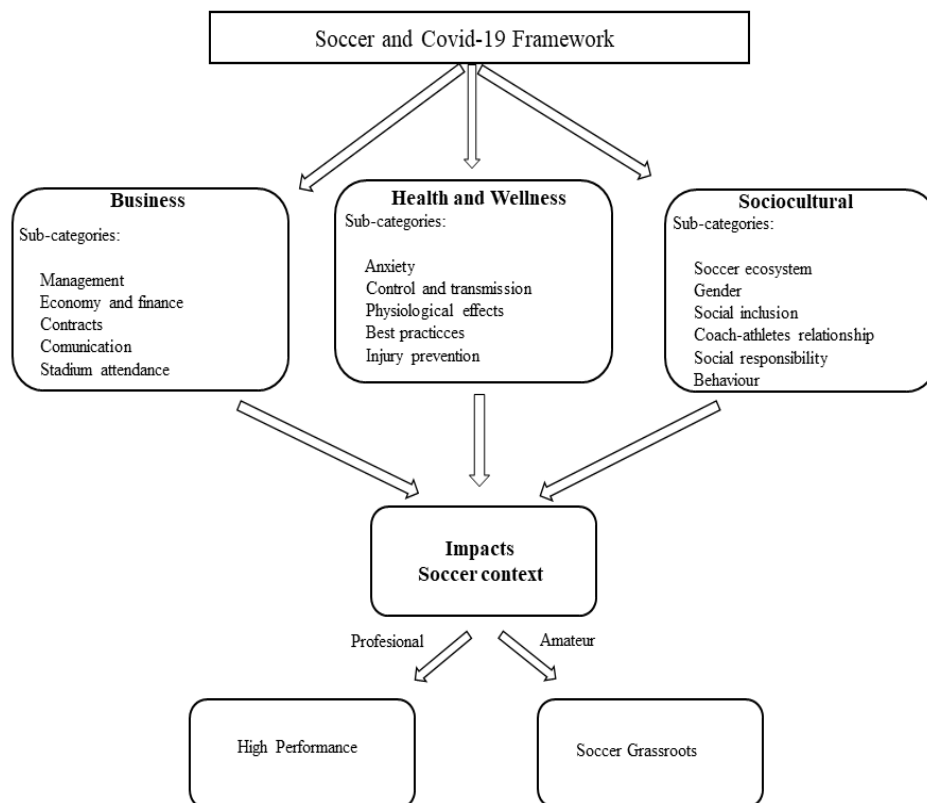 Soccer and Covid-19 Framework
Business
Sub-categories:
Management
Economy and finance
Contracts
Comunication
Stadium attendance
Health and Wellness
Sub-categories:
Anxiety
Control and transmission
Physiological effects
Best practicces
Injury prevention
Sociocultural
Sub-categories:
Soccer ecosystem
Gender
Social inclusion
Coach-athletes relationship
Social responsibility
Behaviour
Impacts
Soccer context
Profesional
Amateur
High Performance
Soccer Grassroots